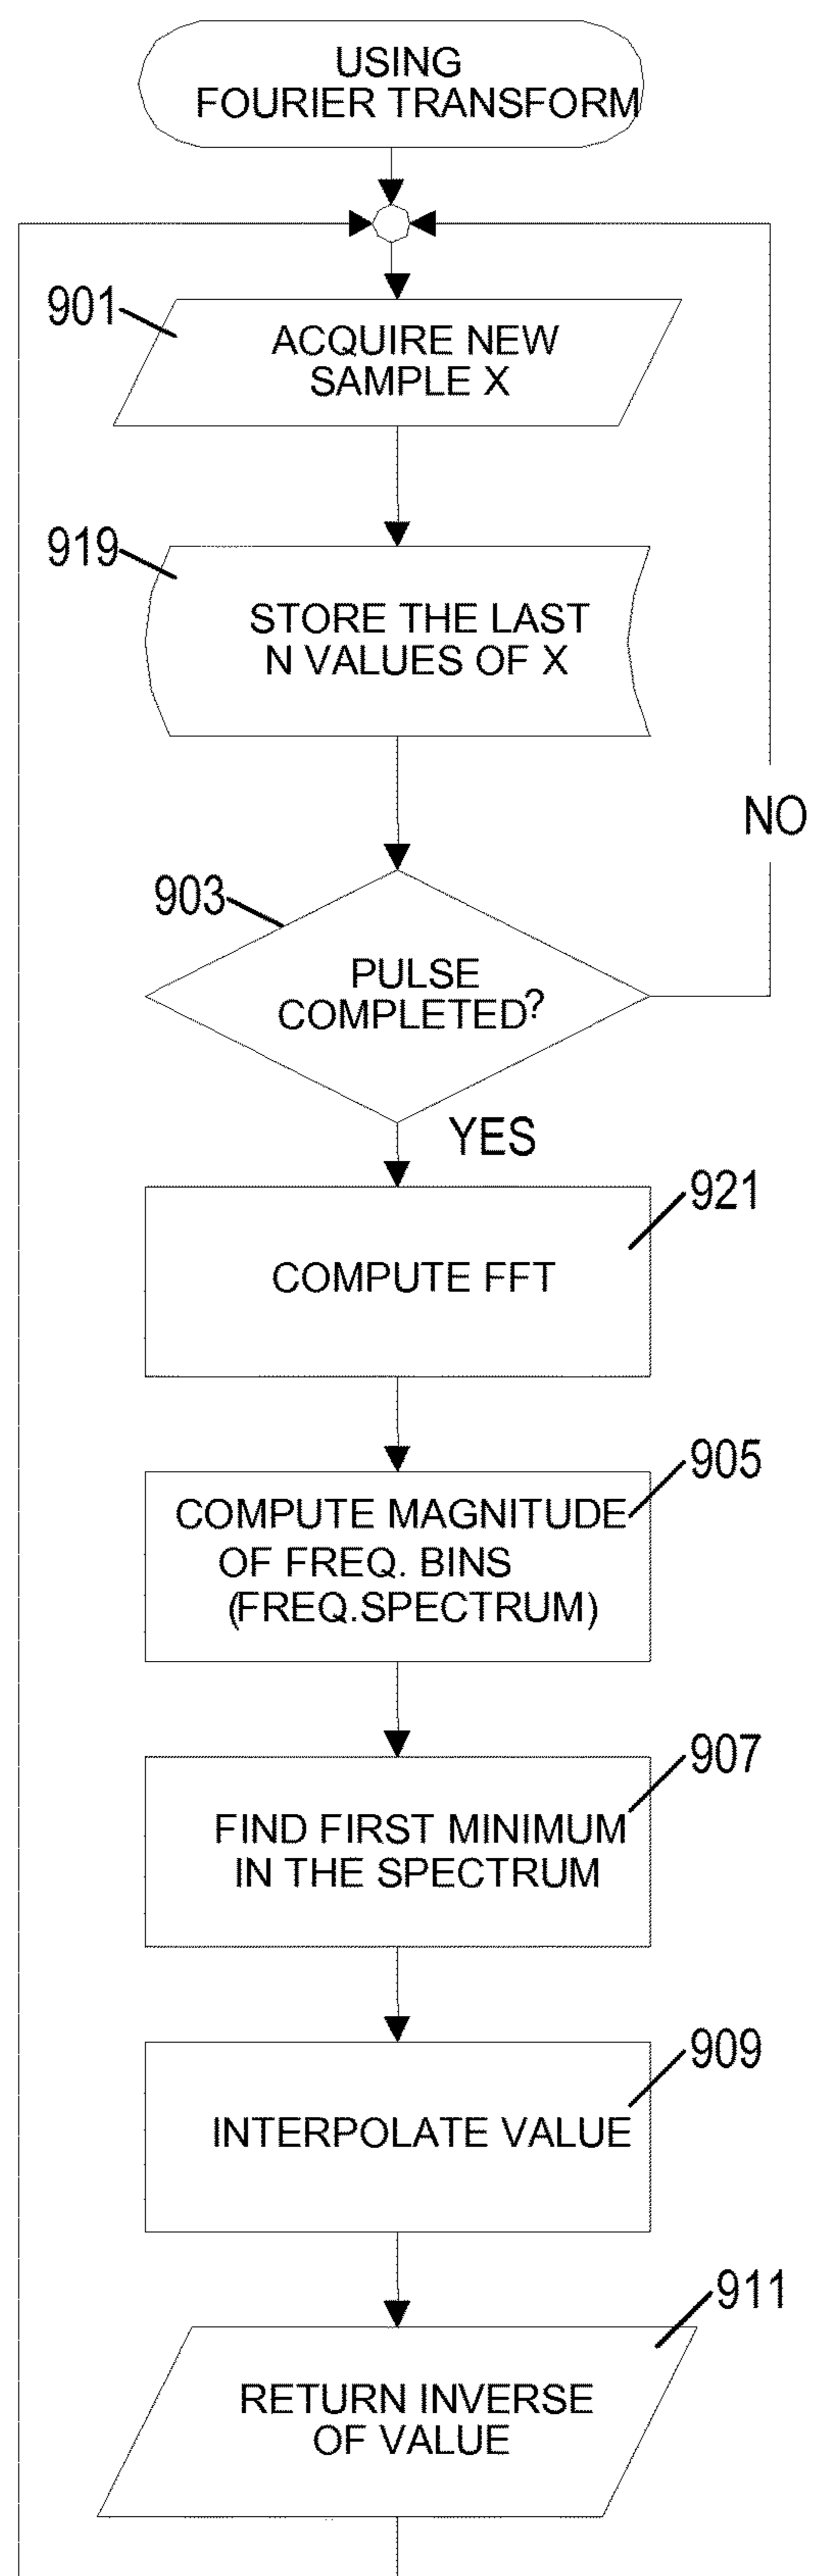 USING
FOURIER TRANSFORM
901
ACQUIRE NEW
SAMPLE X
919
STORE THE LAST
N VALUES OF X
NO
903
PULSE
COMPLETED?
YES
921
COMPUTE FFT
905
COMPUTE MAGNITUDE
OF FREQ. BINS
(FREQ.SPECTRUM)
907
FIND FIRST MINIMUM
IN THE SPECTRUM
909
INTERPOLATE VALUE
911
RETURN INVERSE
OF VALUE